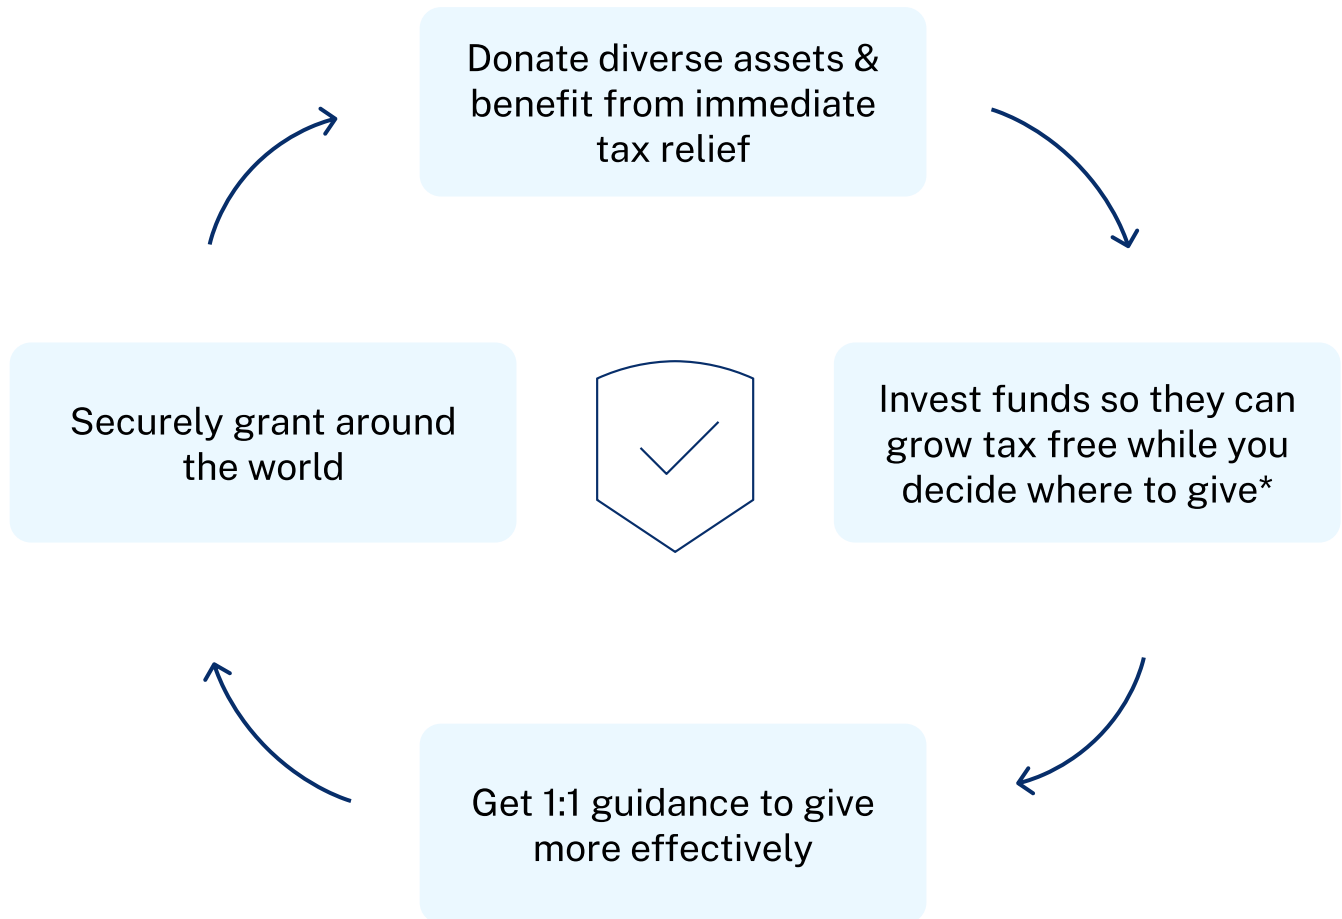 Donate diverse assets &
benefit from immediate
tax relief
Securely grant around
the world
Invest funds so they can
grow tax free while you
decide where to give*
Get 1:1 guidance to give
more effectively